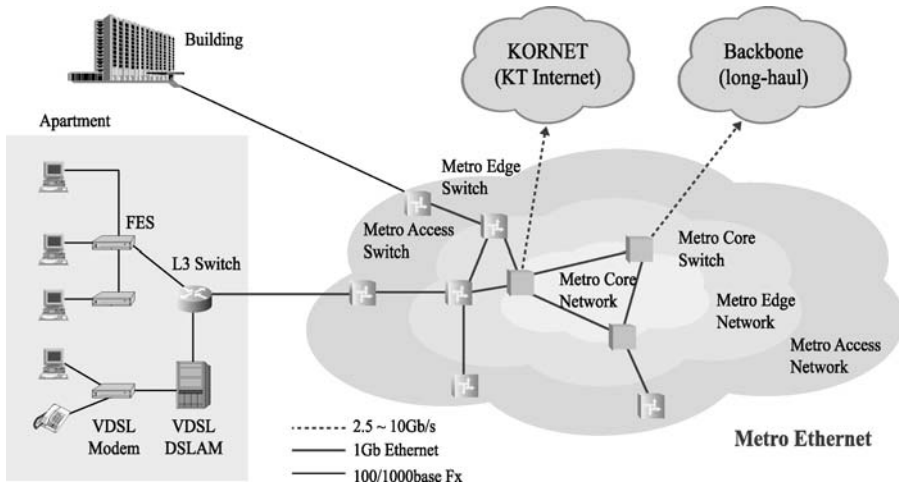 Building
KORNET
(KT Internet)
Backbone
(long-haul)
Apartment
Metro Edge
Switch
FES
Metro Access
Switch
L3 Switch
Metro Core
Switch
Metro Core
Network
Metro Edge
Network
Metro Access
Network
VDSL
Modem
VDSL
DSLAM
2.5 ~ 10Gb/s
1Gb Ethernet
100/1000base Fx
Metro Ethernet